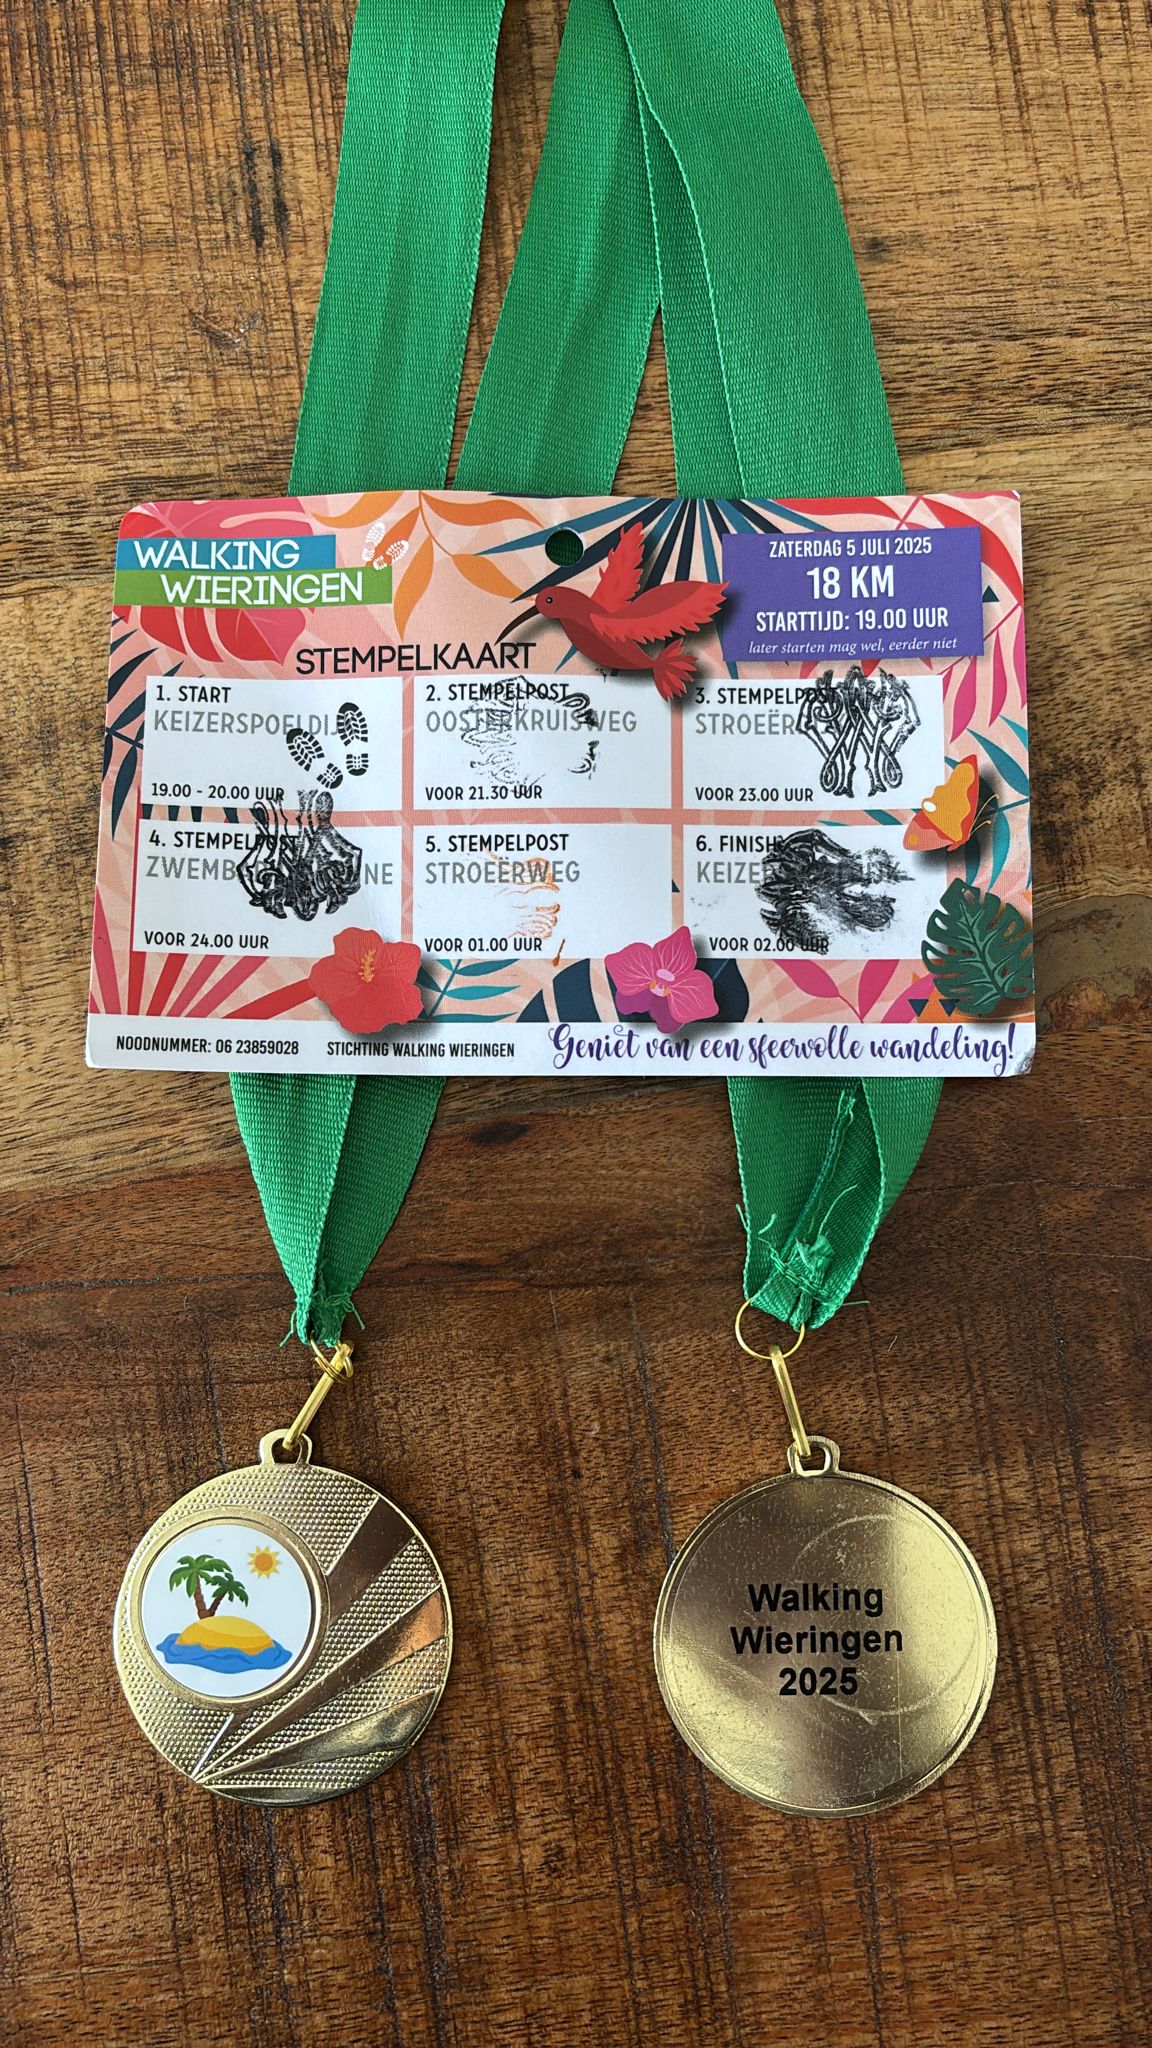 WALKING
WIERINGEN
ZATERDAG 5 JULI 2025
18 KM
STARTTIJD: 19.00 UUR
later starten mag wel, eerder niet
STEMPELKAART
1. START
KEIZERSPOELDIJK
19.00 - 20.00 UUR
2. STEMPELPOST
OOSTERKRUISWEG
VOOR 21.30 UUR
3. STEMPELPOST
VOOR 23.00 UUR
4. STEMPELPOST
VOOR 24.00 UUR
5. STEMPELPOST
STROEËRWEG
VOOR 01.00 UUR
6. FINISH
VOOR 02.00 UUR
NOODNUMMER: 06 23859028
STICHTING WALKING WIERINGEN
Geniet van een sfeervolle wandeling!
Walking
Wieringen
2025